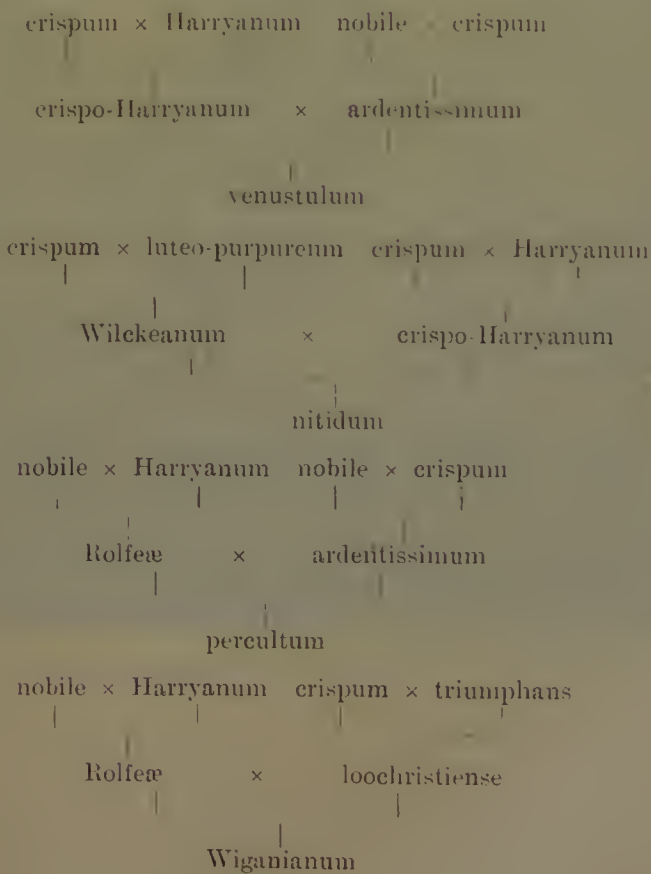 crispum × Harryanum nobile × crispum
crispo-Harryanum × ardentissimum
venustulum
crispum × luteo-purpureum crispum × Harryanum
Wilckeanum × crispo-Harryanum
nitidum
nobile × Harryanum nobile × crispum
Rolfeæ × ardentissimum
percultum
nobile × Harryanum crispum × triumphans
Rolfeæ × loochristiense
Wiganianum